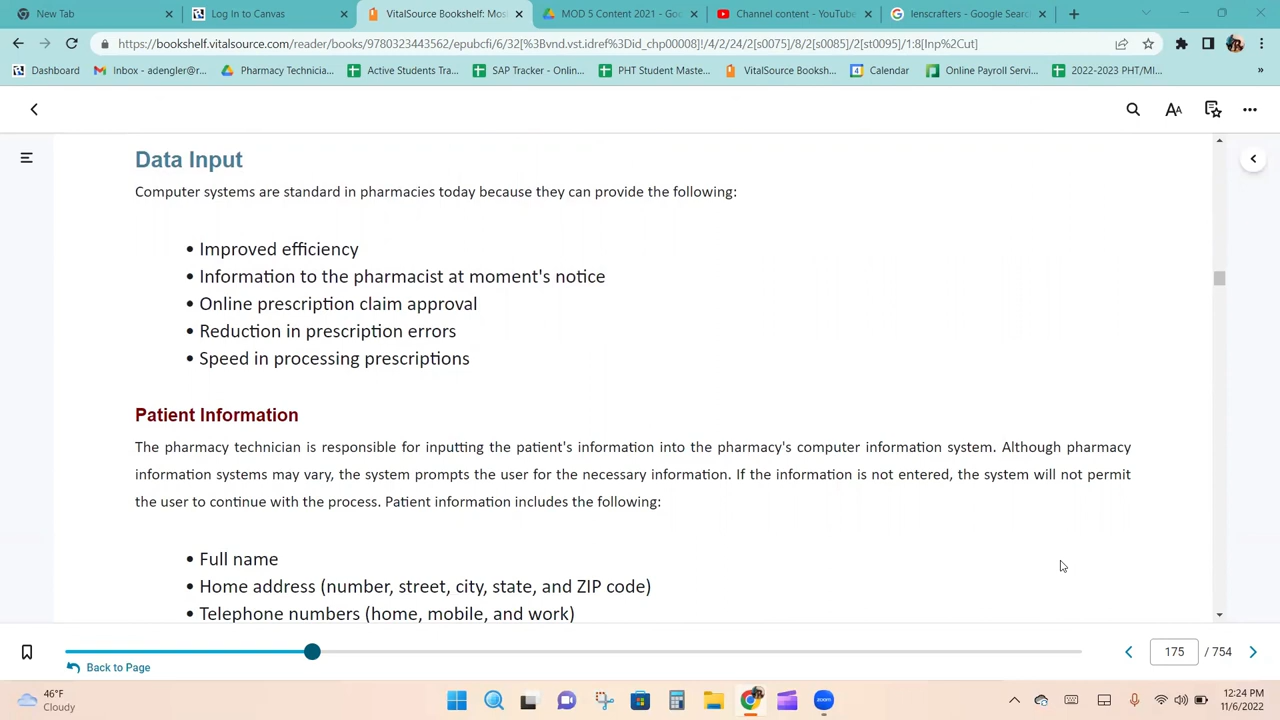 New Tab
Log In to Canvas
VitalSource Bookshelf: Mos
MOD 5 Content 2021 - Goo
Channel content - YouTube
lenscrafters - Google Searc
https://bookshelf.vitalsource.com/reader/books/9780323443562/epubcfi/6/32[%3Bvnd.vst.idref%3Did_chp00008]!/4/2/24/2[s0075]/8/2[s0085]/2[st0095]/1:8[Inp%2Cut]
Dashboard
Inbox - adengler@r...
Pharmacy Technicia...
Active Students Tra...
SAP Tracker - Onlin...
PHT Student Maste...
VitalSource Booksh...
Calendar
Online Payroll Servi...
2022-2023 PHT/MI...
»
AA
Data Input
Computer systems are standard in pharmacies today because they can provide the following:
• Improved efficiency
• Information to the pharmacist at moment's notice
• Online prescription claim approval
• Reduction in prescription errors
• Speed in processing prescriptions
Patient Information
The pharmacy technician is responsible for inputting the patient's information into the pharmacy's computer information system. Although pharmacy
information systems may vary, the system prompts the user for the necessary information. If the information is not entered, the system will not permit
the user to continue with the process. Patient information includes the following:
• Full name
• Home address (number, street, city, state, and ZIP code)
• Telephone numbers (home, mobile, and work)
Back to Page
175 / 754
46°F
Cloudy
zoom
12:24 PM
11/6/2022